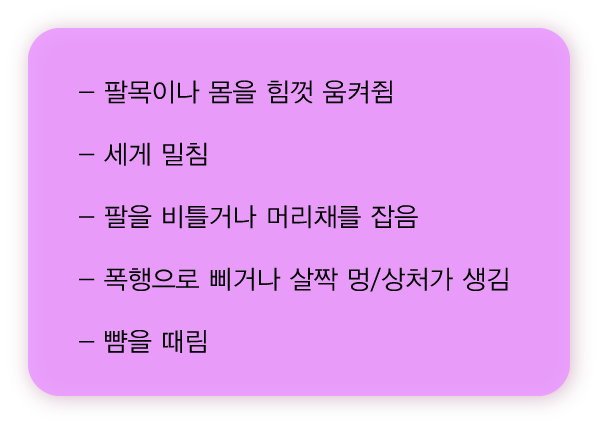 – 팔목이나 몸을 힘껏 움켜쥠
– 세게 밀침
– 팔을 비틀거나 머리채를 잡음
– 폭행으로 삐거나 살짝 멍/상처가 생김
– 뺨을 때림